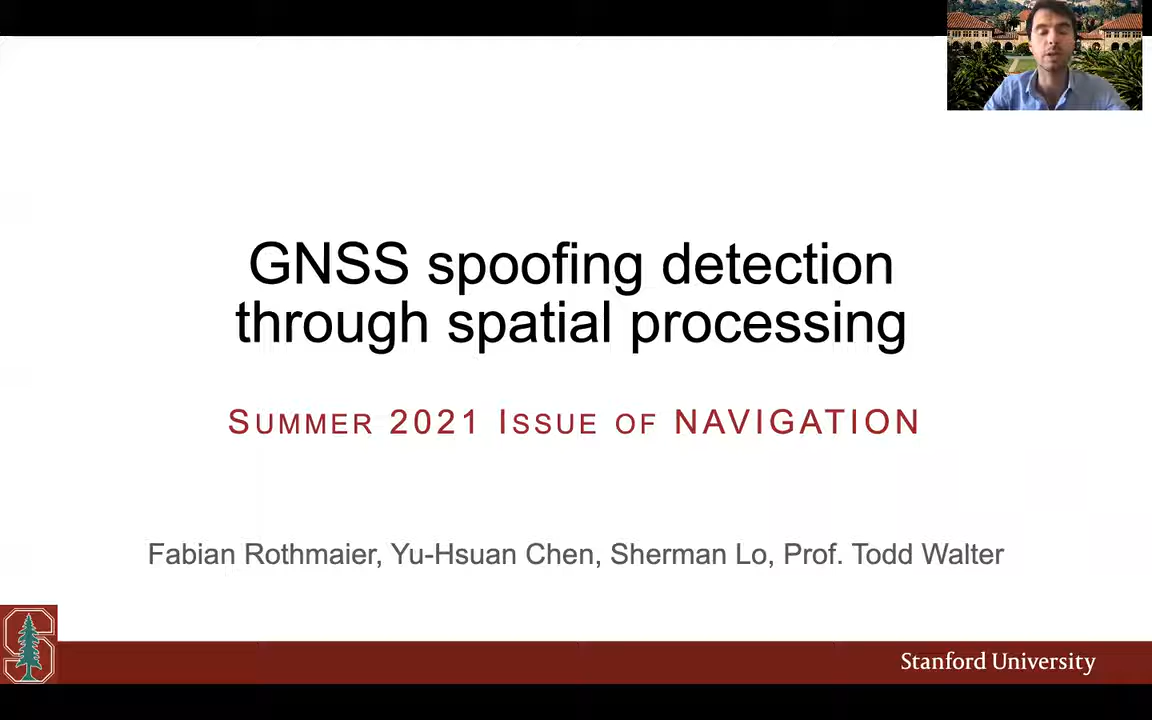 GNSS spoofing detection
through spatial processing
SUMMER 2021 ISSUE OF NAVIGATION
Fabian Rothmaier, Yu-Hsuan Chen, Sherman Lo, Prof. Todd Walter
S
Stanford University